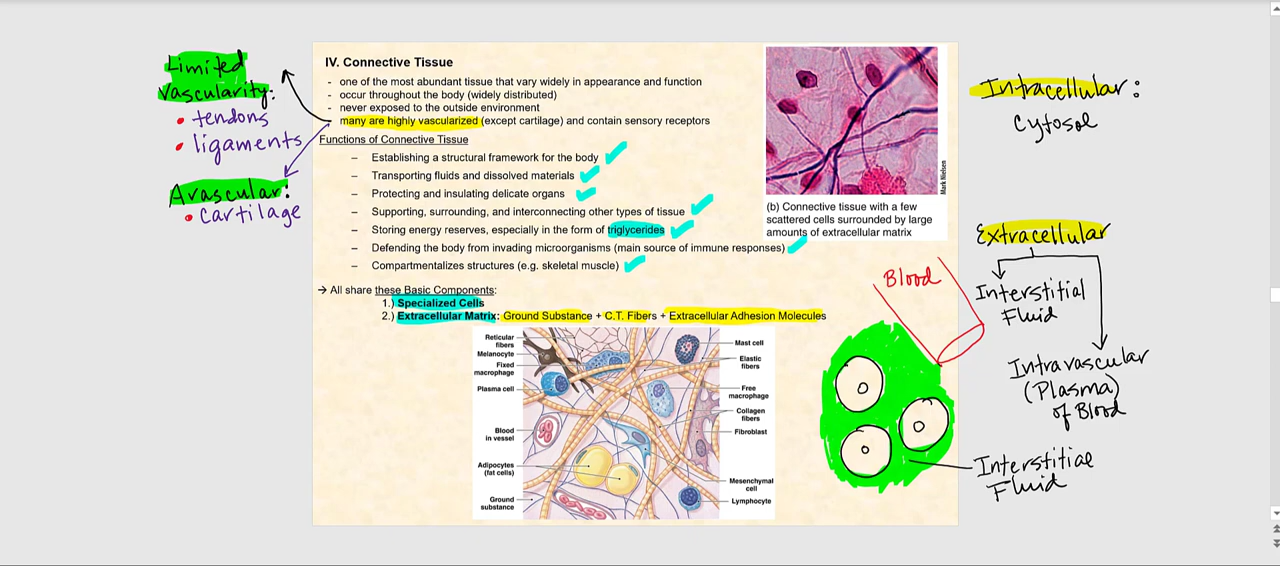 Limited
Vascularity:
• tendons
• ligaments
Avascular:
• Cartilage
IV. Connective Tissue
- one of the most abundant tissue that vary widely in appearance and function
- occur throughout the body (widely distributed)
- never exposed to the outside environment
- many are highly vascularized (except cartilage) and contain sensory receptors
Functions of Connective Tissue
– Establishing a structural framework for the body
– Transporting fluids and dissolved materials
– Protecting and insulating delicate organs
– Supporting, surrounding, and interconnecting other types of tissue
– Storing energy reserves, especially in the form of triglycerides
– Defending the body from invading microorganisms (main source of immune responses)
– Compartmentalizes structures (e.g. skeletal muscle)
→ All share these Basic Components:
1.) Specialized Cells
2.) Extracellular Matrix: Ground Substance + C.T. Fibers + Extracellular Adhesion Molecules
Mark Nielsen
(b) Connective tissue with a few
scattered cells surrounded by large
amounts of extracellular matrix
Reticular
fibers
Melanocyte
Fixed
macrophage
Plasma cell
Blood
in vessel
Adipocytes
(fat cells)
Ground
substance
Mast cell
Elastic
fibers
Free
macrophage
Collagen
fibers
Fibroblast
Mesenchymal
cell
Lymphocyte
Intracellular:
Cytosol
Extracellular
Blood
Interstitial
Fluid
Intravascular
(Plasma)
of Blood
Interstitial
Fluid